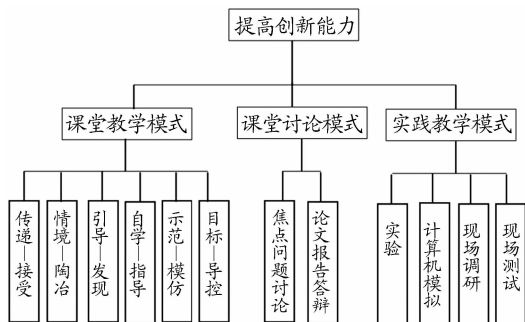 提高创新能力
课堂教学模式
课堂讨论模式
实践教学模式
传递—接受
情境—陶冶
引导—发现
自学—指导
示范—模仿
目标—导控
焦点问题讨论
论文报告答辩
实验
计算机模拟
现场调研
现场测试